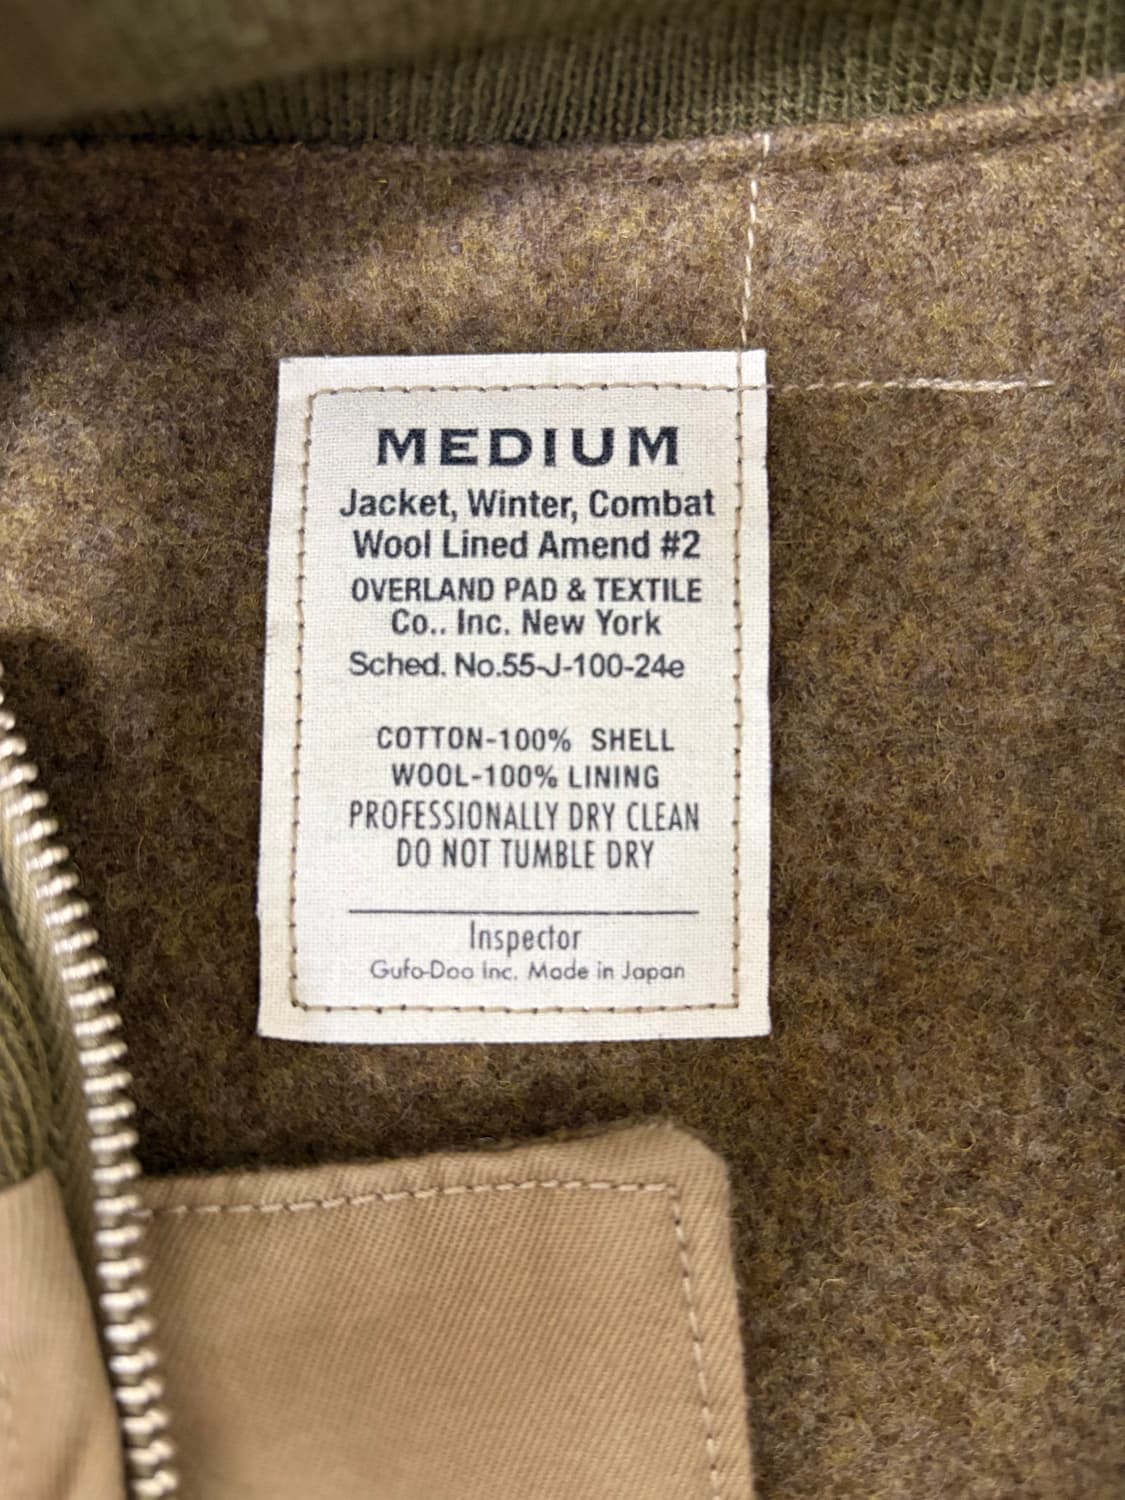 MEDIUM
Jacket, Winter, Combat
Wool Lined Amend #2
OVERLAND PAD & TEXTILE
Co.. Inc. New York
Sched. No.55-J-100-24e
COTTON-100% SHELL
WOOL-100% LINING
PROFESSIONALLY DRY CLEAN
DO NOT TUMBLE DRY
Inspector
Gufo-Doo Inc. Made in Japan